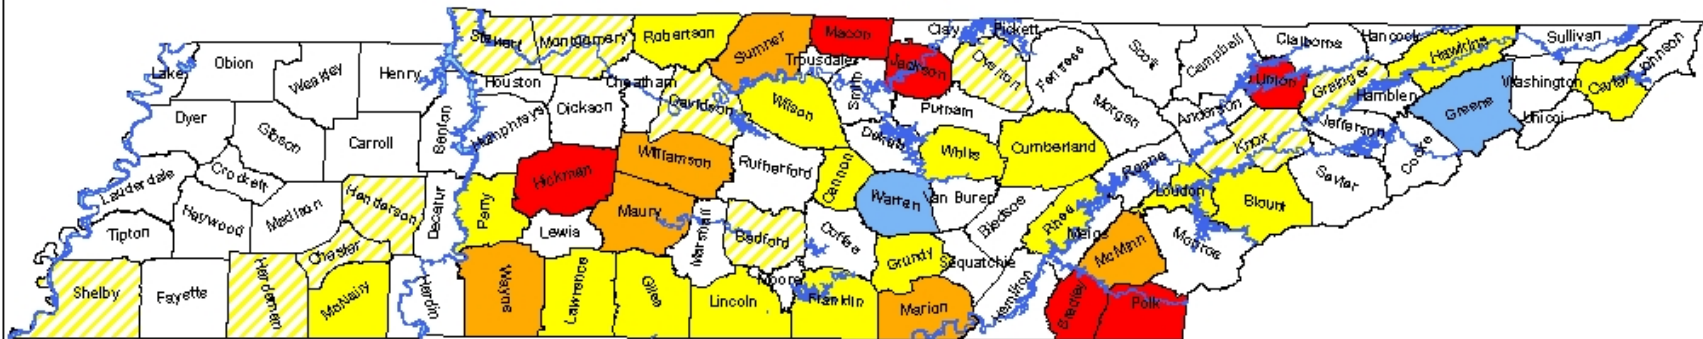 Stewart
Montgomery
Robertson
Sumner
Macon
Clay
Pickett
Scott
Campbell
Claiborne
Hancock
Hawkins
Sullivan
Johnson
Lake
Obion
Weakley
Henry
Houston
Cheatham
Trousdale
Jackson
Overton
Fentress
Union
Grainger
Hamblen
Washington
Carter
Dyer
Gibson
Carroll
Benton
Humphreys
Dickson
Davidson
Wilson
Smith
Putnam
Morgan
Anderson
Jefferson
Greene
Unicoi
Lauderdale
Crockett
Madison
Henderson
Decatur
Perry
Hickman
Williamson
Rutherford
Cannon
Dekalb
White
Cumberland
Roane
Knox
Cocke
Tipton
Haywood
Chester
Lewis
Maury
Marshall
Bedford
Coffee
Warren
an Buren
Bledsoe
Rhea
Meigs
Loudon
Blount
Sevier
Shelby
Fayette
Hardeman
McNairy
Hardin
Wayne
Lawrence
Giles
Lincoln
Moore
Franklin
Grundy
Sequatchie
Marion
Hamilton
McMinn
Monroe
Bradley
Polk